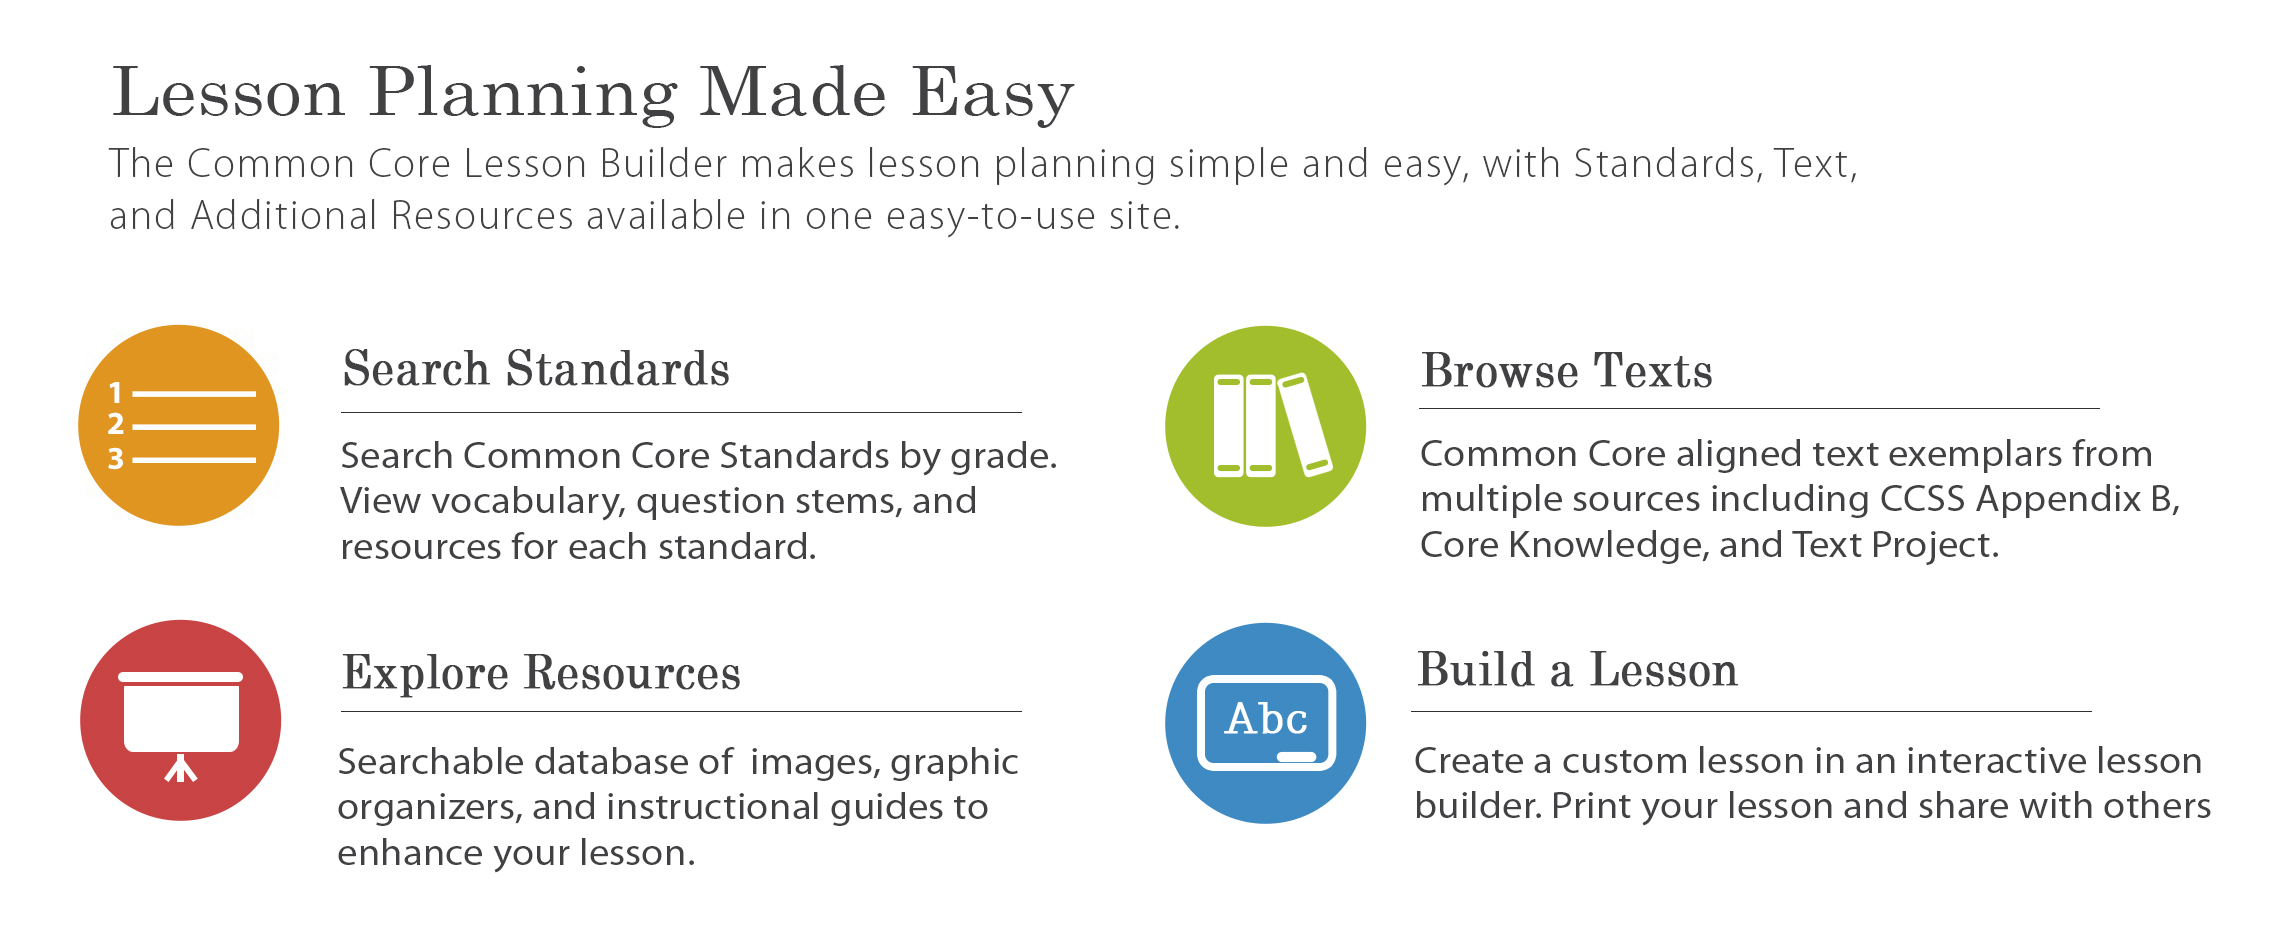 Lesson Planning Made Easy
The Common Core Lesson Builder makes lesson planning simple and easy, with Standards, Text,
and Additional Resources available in one easy-to-use site.
1
2
3
Search Standards
Search Common Core Standards by grade.
View vocabulary, question stems, and
resources for each standard.
Browse Texts
Common Core aligned text exemplars from
multiple sources including CCSS Appendix B,
Core Knowledge, and Text Project.
Explore Resources
Searchable database of  images, graphic
organizers, and instructional guides to
enhance your lesson.
Abc
Build a Lesson
Create a custom lesson in an interactive lesson
builder. Print your lesson and share with others